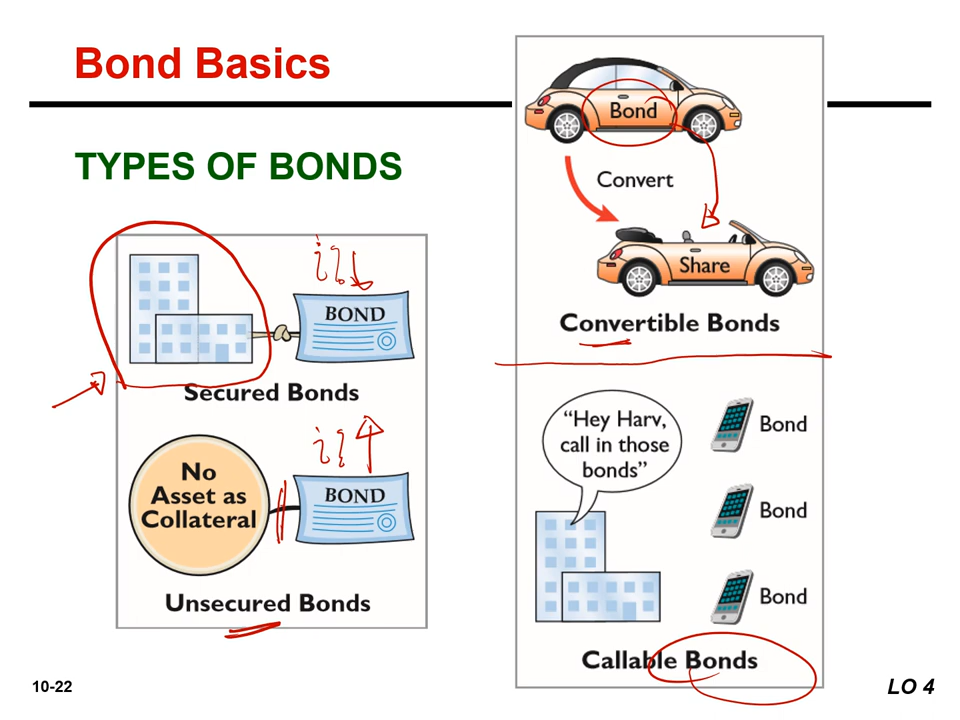 Bond Basics
TYPES OF BONDS
BOND
Secured Bonds
No
Asset as
Collateral
BOND
Unsecured Bonds
Bond
Convert
Share
Convertible Bonds
“Hey Harv,
call in those
bonds”
Bond
Bond
Bond
Callable Bonds
10-22
LO 4